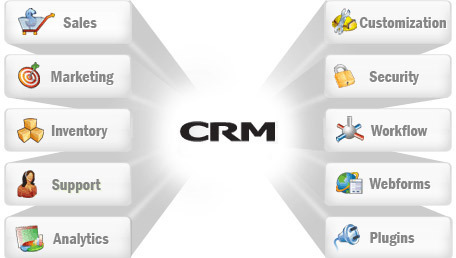 Sales
Marketing
Inventory
Support
Analytics
CRM
Customization
Security
Workflow
Webforms
Plugins